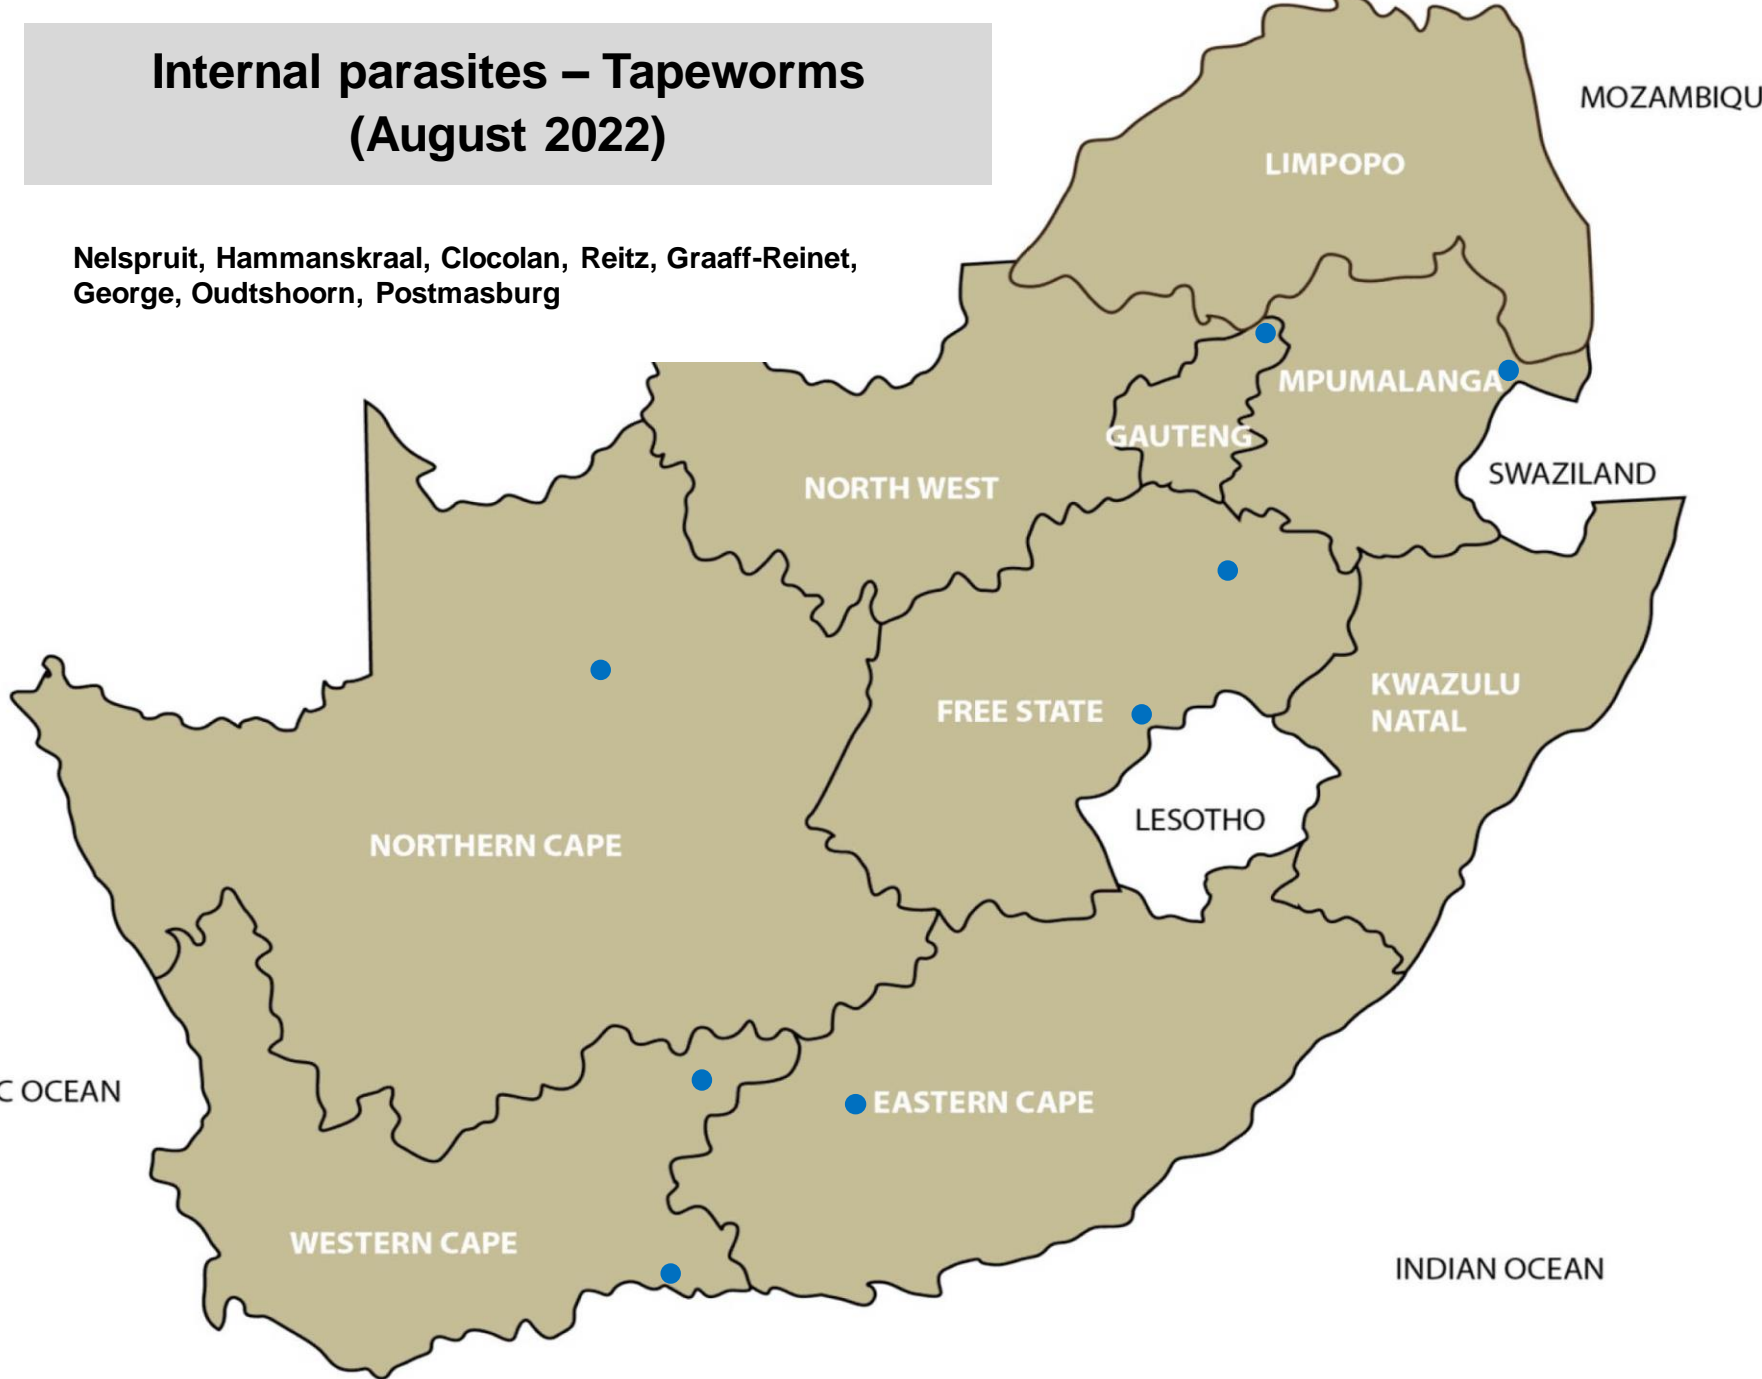 Internal parasites – Tapeworms
(August 2022)
Nelspruit, Hammanskraal, Clocolan, Reitz, Graaff-Reinet,
George, Oudtshoorn, Postmasburg
MOZAMBIQU
LIMPOPO
MPUMALANGA
GAUTENG
NORTH WEST
SWAZILAND
KWAZULU
NATAL
FREE STATE
LESOTHO
NORTHERN CAPE
C OCEAN
EASTERN CAPE
WESTERN CAPE
INDIAN OCEAN